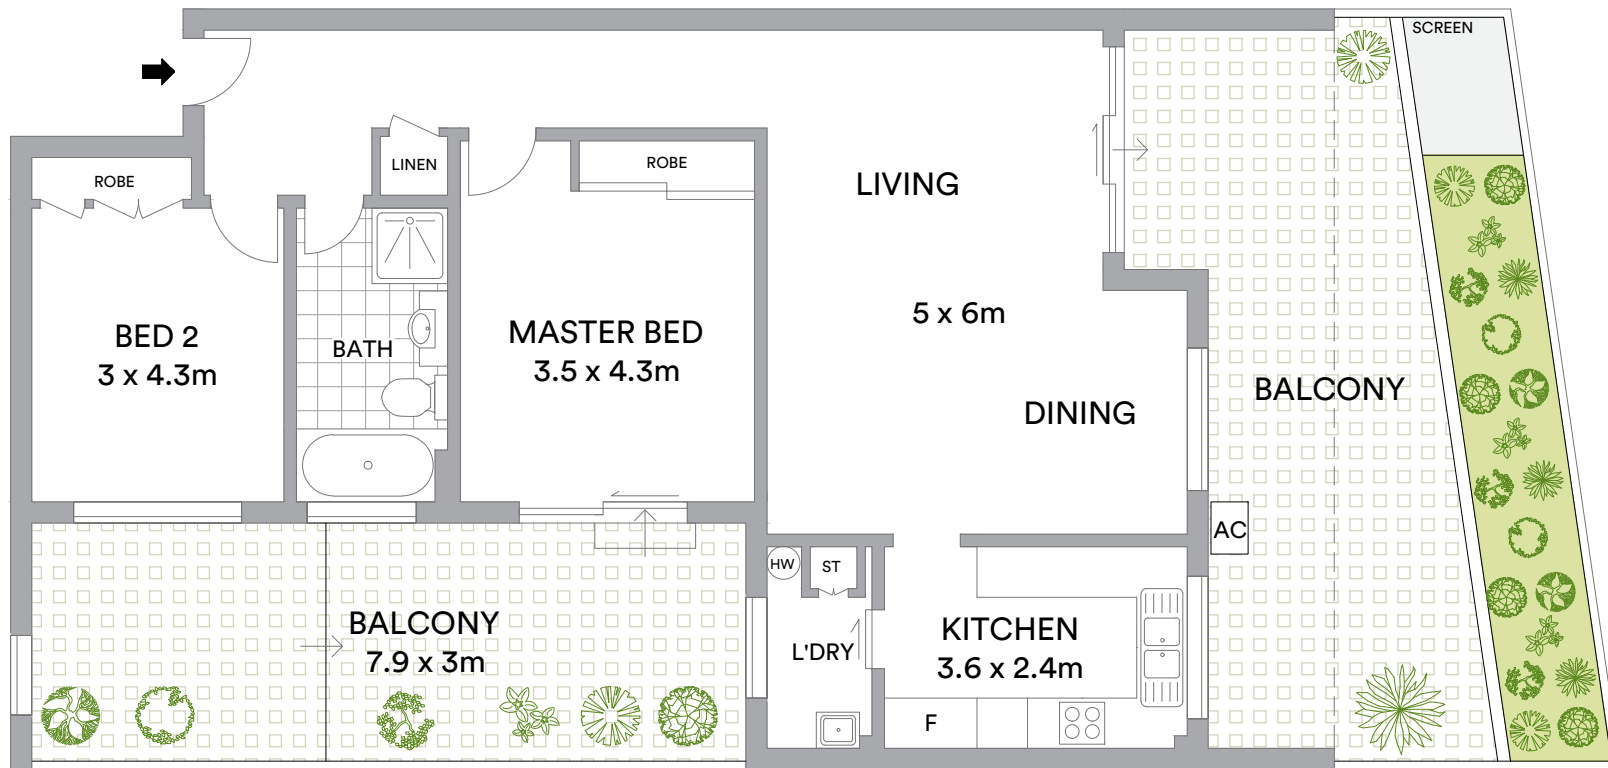 SCREEN
LINEN
ROBE
ROBE
LIVING
5 x 6m
BED 2
3 x 4.3m
BATH
MASTER BED
3.5 x 4.3m
DINING
BALCONY
AC
HW
ST
BALCONY
7.9 x 3m
L'DRY
KITCHEN
3.6 x 2.4m
F